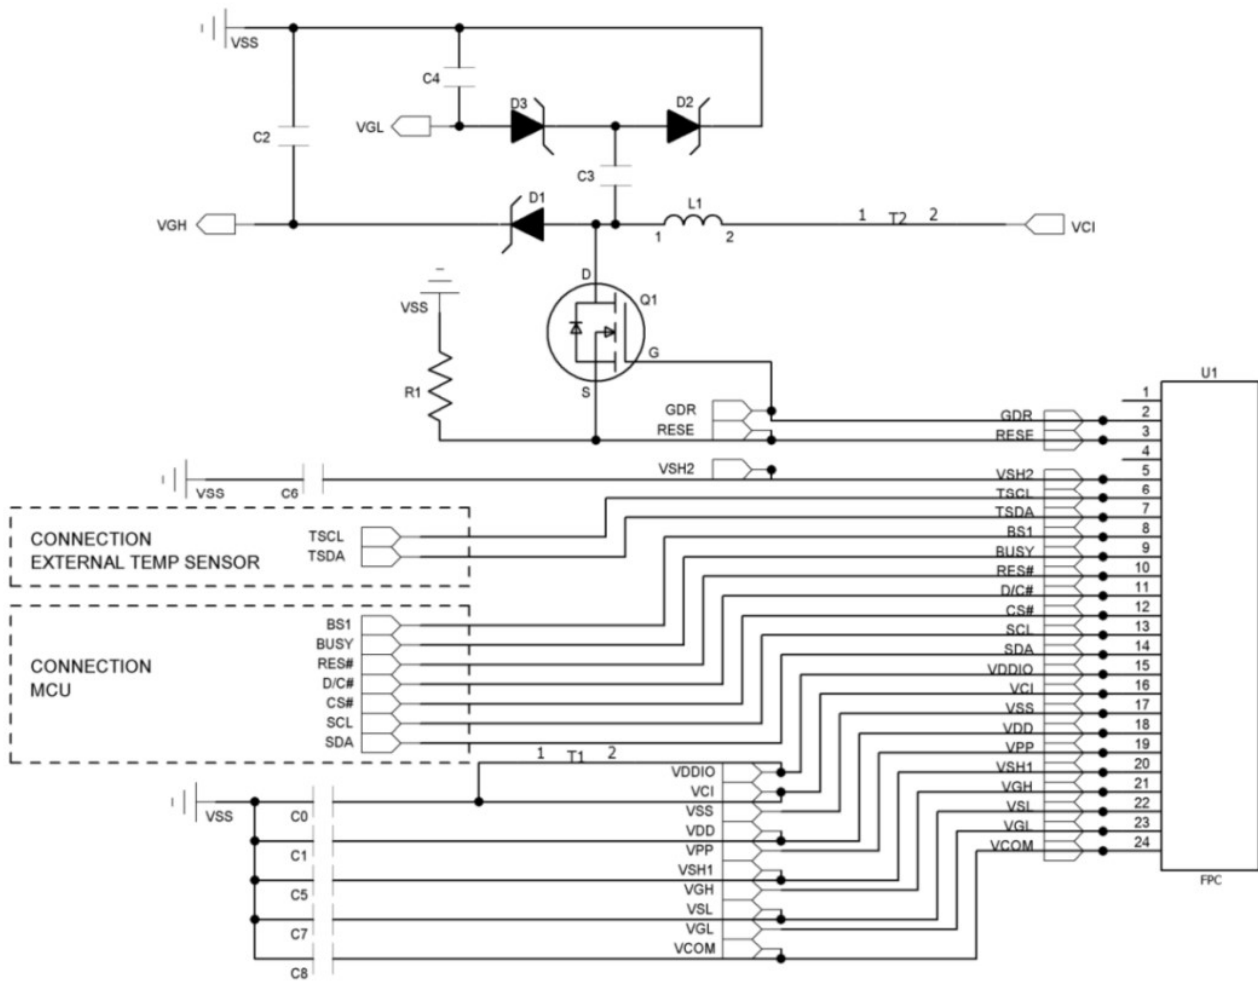 VSS
C4
D3
D2
VGL
C2
C3
D1
L1
VGH
1
2
1 T2 2
VCI
D
VSS
Q1
G
R1
S
U1
GDR
RESE
1
GDR 2
RESE 3
4
VSH2
VSH2 5
VSS
C6
TSCL 6
TSDA 7
CONNECTION
EXTERNAL TEMP SENSOR
TSCL
TSDA
BS1 8
BUSY 9
RES# 10
D/C# 11
CS# 12
SCL 13
SDA 14
VDDIO 15
VCI 16
VSS 17
VDD 18
VPP 19
VSH1 20
VGH 21
VSL 22
VGL 23
VCOM 24
FPC
CONNECTION
MCU
BS1
BUSY
RES#
D/C#
CS#
SCL
SDA
1 T1 2
VDDIO
VCI
VSS
VDD
VPP
VSH1
VGH
VSL
VGL
VCOM
VSS
C0
C1
C5
C7
C8